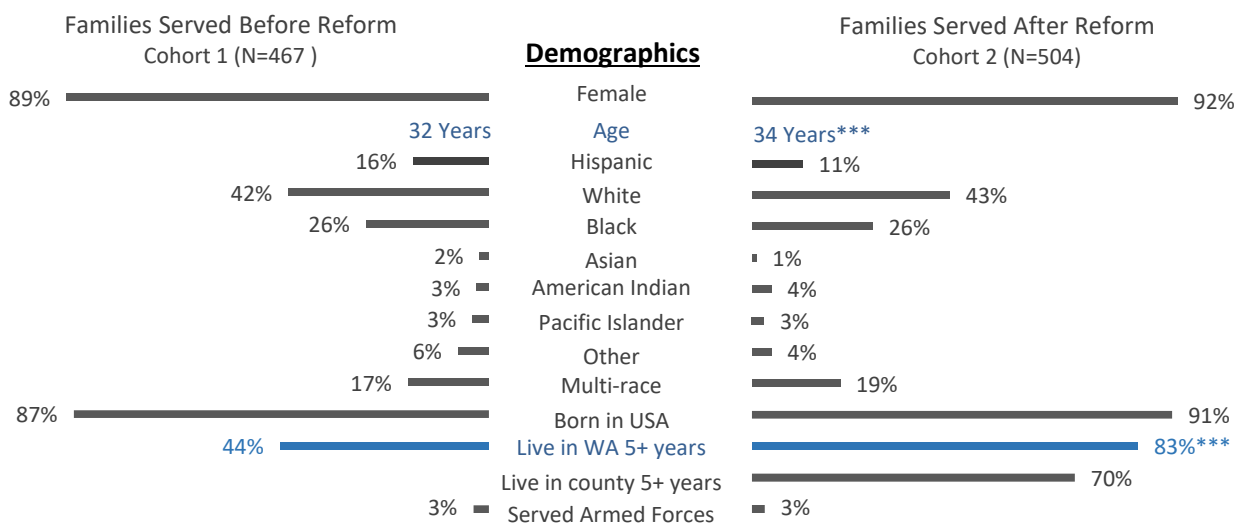 Families Served Before Reform
Cohort 1 (N=467 )
Demographics
Families Served After Reform
Cohort 2 (N=504)
89% Female 92%
32 Years Age 34 Years***
16% Hispanic 11%
42% White 43%
26% Black 26%
2% Asian 1%
3% American Indian 4%
3% Pacific Islander 3%
6% Other 4%
17% Multi-race 19%
87% Born in USA 91%
44% Live in WA 5+ years 83%***
Live in county 5+ years 70%
3% Served Armed Forces 3%